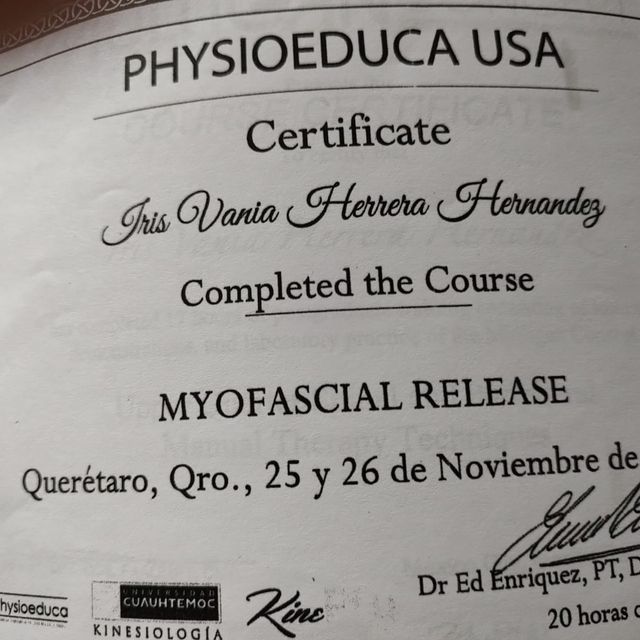 PHYSIOEDUCA USA
Certificate
Iris Vania Herrera Hernandez
Completed the Course
MYOFASCIAL RELEASE
Querétaro, Qro., 25 y 26 de Noviembre de
Dr Ed Enriquez, PT, D
20 horas
hysioeduca
UNIVERSIDAD
CUAUHTEMOC
KINESIOLOGÍA
Kine